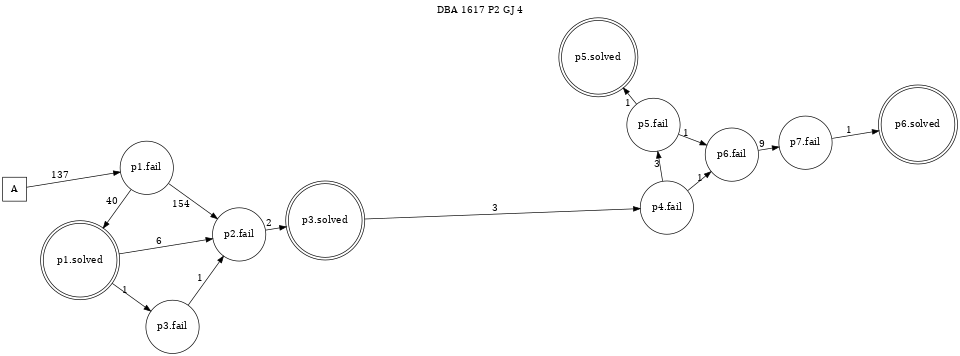 DBA 1617 P2 GJ 4
p5.solved
1
p5.fail
1
p6.solved
1
p7.fail
9
p6.fail
3
1
p4.fail
A
137
p1.fail
40
154
p3.solved
3
2
p2.fail
6
p1.solved
1
1
p3.fail